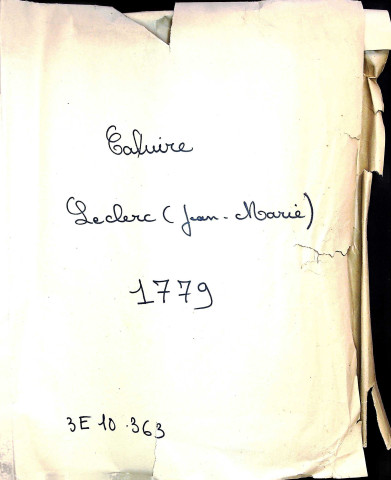 Caluire
Leclerc (Jean-Marie)
1779
3E 10.363